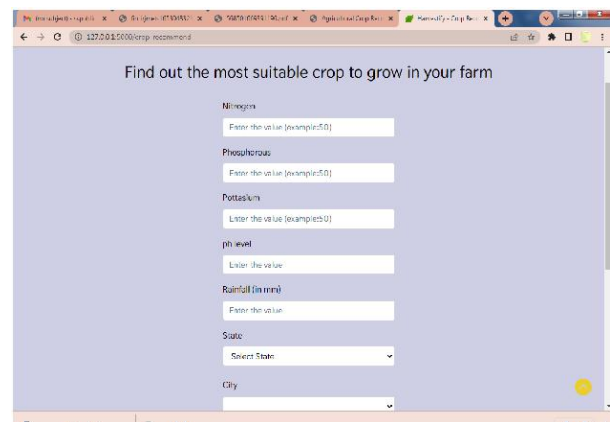 127.0.0.1:5000/crop-recommend
Find out the most suitable crop to grow in your farm
Nitrogen
Enter the value (example:50)
Phosphorous
Enter the value (example:50)
Pottasium
Enter the value (example:50)
ph level
Enter the value
Rainfall (in mm)
Enter the value
State
Select State
City